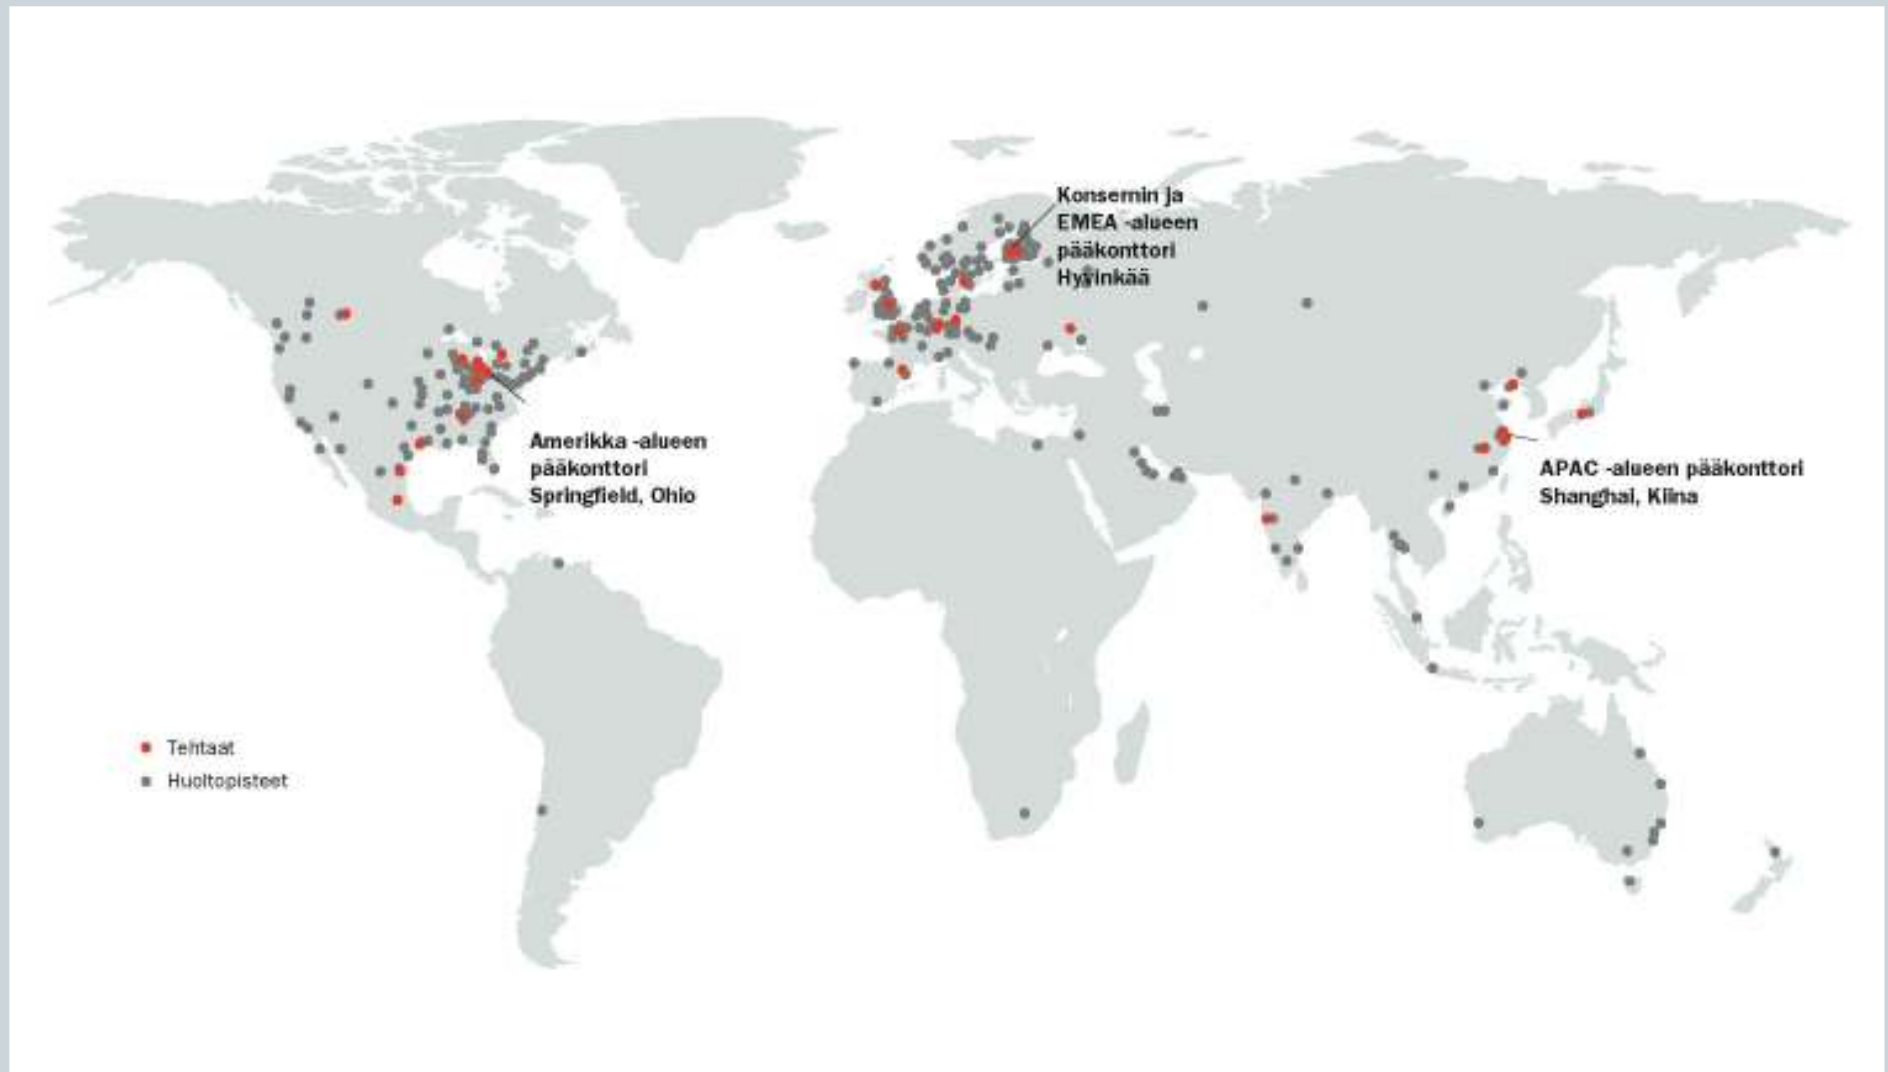 Konsernin ja
EMEA -alueen
pääkonttori
Hyvinkää
Amerikka -alueen
pääkonttori
Springfield, Ohio
APAC -alueen pääkonttori
Shanghai, Kiina
Tehtaat
Huoltopisteet